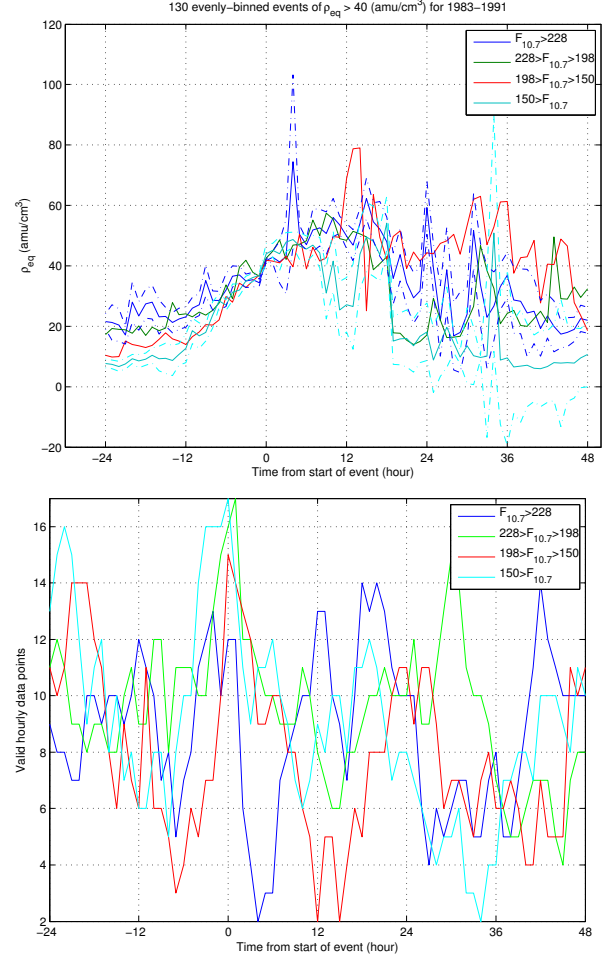 130 evenly-binned events of ρeq > 40 (amu/cm3) for 1983-1991
F10.7>228
228>F10.7>198
198>F10.7>150
150>F10.7
120
100
80
60
40
20
0
−20
ρeq (amu/cm3)
−24
−12
0
12
24
36
48
Time from start of event (hour)
F10.7>228
228>F10.7>198
198>F10.7>150
150>F10.7
16
14
12
10
8
6
4
2
Valid hourly data points
−24
−12
0
12
24
36
48
Time from start of event (hour)